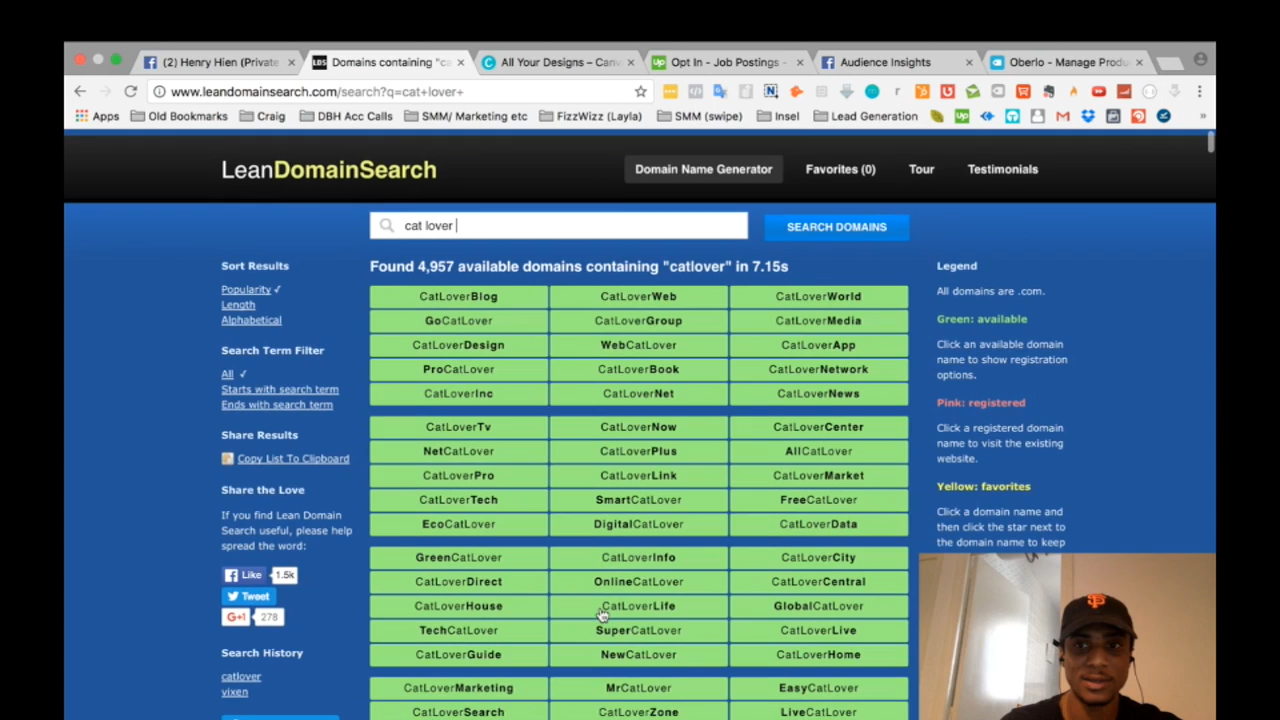 (2) Henry Hien (Private
Domains containing "ca
All Your Designs – Canv
Opt In - Job Postings -
Audience Insights
Oberlo - Manage Produ
www.leandomainsearch.com/search?q=cat+lover+
Apps
Old Bookmarks
Craig
DBH Acc Calls
SMM/ Marketing etc
FizzWizz (Layla)
SMM (swipe)
Insel
Lead Generation
LeanDomainSearch
Domain Name Generator
Favorites (0)
Tour
Testimonials
cat lover
SEARCH DOMAINS
Found 4,957 available domains containing "catlover" in 7.15s
Sort Results
Popularity ✓
Length
Alphabetical
Search Term Filter
All ✓
Starts with search term
Ends with search term
Share Results
Copy List To Clipboard
Share the Love
If you find Lean Domain
Search useful, please help
spread the word:
Like 1.5k
Tweet
G+1 278
Search History
catlover
vixen
CatLoverBlog CatLoverWeb CatLoverWorld
GoCatLover CatLoverGroup CatLoverMedia
CatLoverDesign WebCatLover CatLoverApp
ProCatLover CatLoverBook CatLoverNetwork
CatLoverInc CatLoverNet CatLoverNews
CatLoverTv CatLoverNow CatLoverCenter
NetCatLover CatLoverPlus AllCatLover
CatLoverPro CatLoverLink CatLoverMarket
CatLoverTech SmartCatLover FreeCatLover
EcoCatLover DigitalCatLover CatLoverData
GreenCatLover CatLoverInfo CatLoverCity
CatLoverDirect OnlineCatLover CatLoverCentral
CatLoverHouse CatLoverLife GlobalCatLover
TechCatLover SuperCatLover CatLoverLive
CatLoverGuide NewCatLover CatLoverHome
CatLoverMarketing MrCatLover EasyCatLover
CatLoverSearch CatLoverZone LiveCatLover
Legend
All domains are .com.
Green: available
Click an available domain
name to show registration
options.
Pink: registered
Click a registered domain
name to visit the existing
website.
Yellow: favorites
Click a domain name and
then click the star next to
the domain name to keep